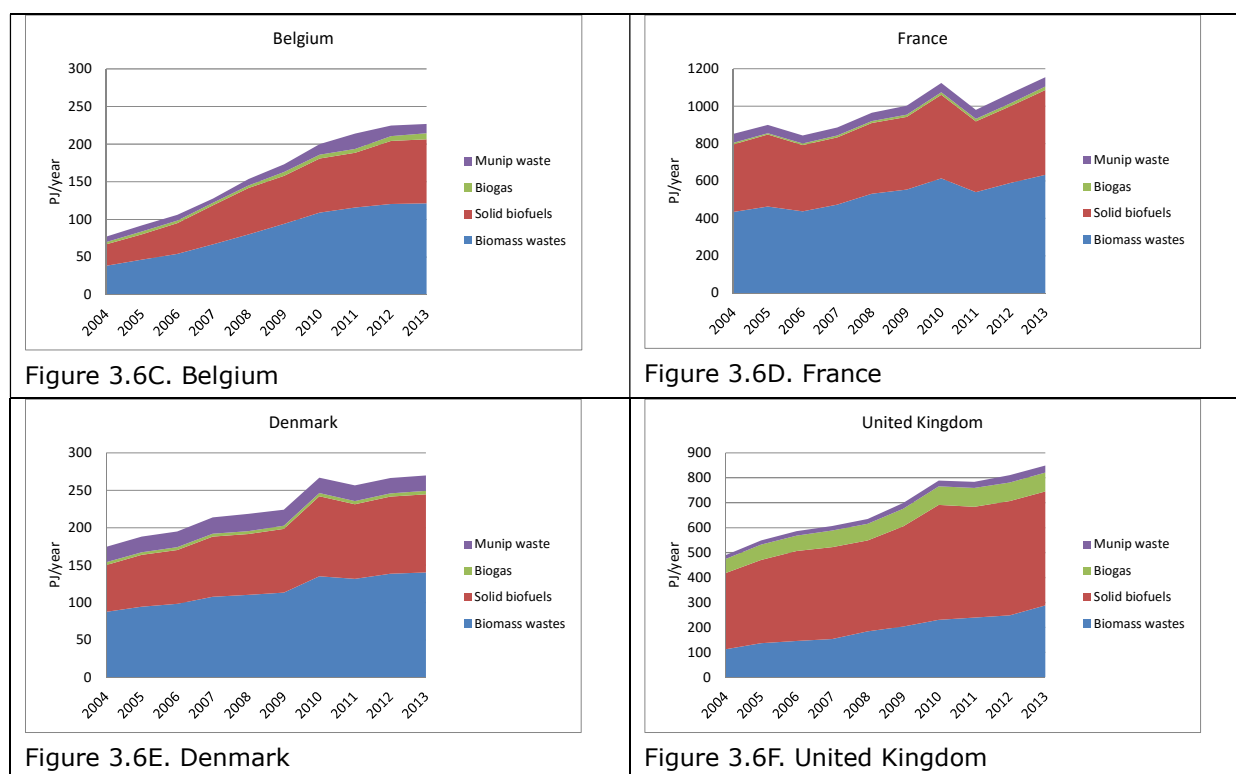 Belgium
300
250
200
150
100
50
0
PJ/year
2004 2005 2006 2007 2008 2009 2010 2011 2012 2013
Munip waste
Biogas
Solid biofuels
Biomass wastes
Figure 3.6C. Belgium
France
1200
1000
800
600
400
200
0
PJ/year
2004 2005 2006 2007 2008 2009 2010 2011 2012 2013
Munip waste
Biogas
Solid biofuels
Biomass wastes
Figure 3.6D. France
Denmark
300
250
200
150
100
50
0
PJ/year
2004 2005 2006 2007 2008 2009 2010 2011 2012 2013
Munip waste
Biogas
Solid biofuels
Biomass wastes
Figure 3.6E. Denmark
United Kingdom
900
800
700
600
500
400
300
200
100
0
PJ/year
2004 2005 2006 2007 2008 2009 2010 2011 2012 2013
Munip waste
Biogas
Solid biofuels
Biomass wastes
Figure 3.6F. United Kingdom